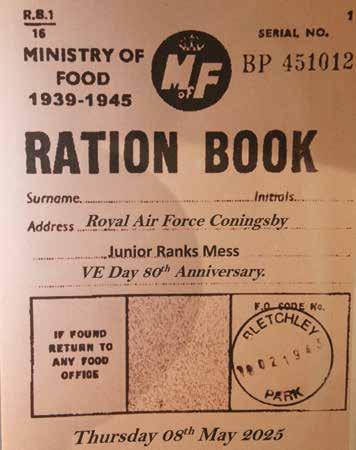 R.B.1
16
1
MINISTRY OF
FOOD
1939-1945
M of F
SERIAL NO.
BP 451012
RATION BOOK
Surname
Initials
Address Royal Air Force Coningsby
Junior Ranks Mess
VE Day 80th Anniversary.
IF FOUND
RETURN TO
ANY FOOD
OFFICE
F.O. CODE No.
BLETCHLEY
PARK
Thursday 08th May 2025